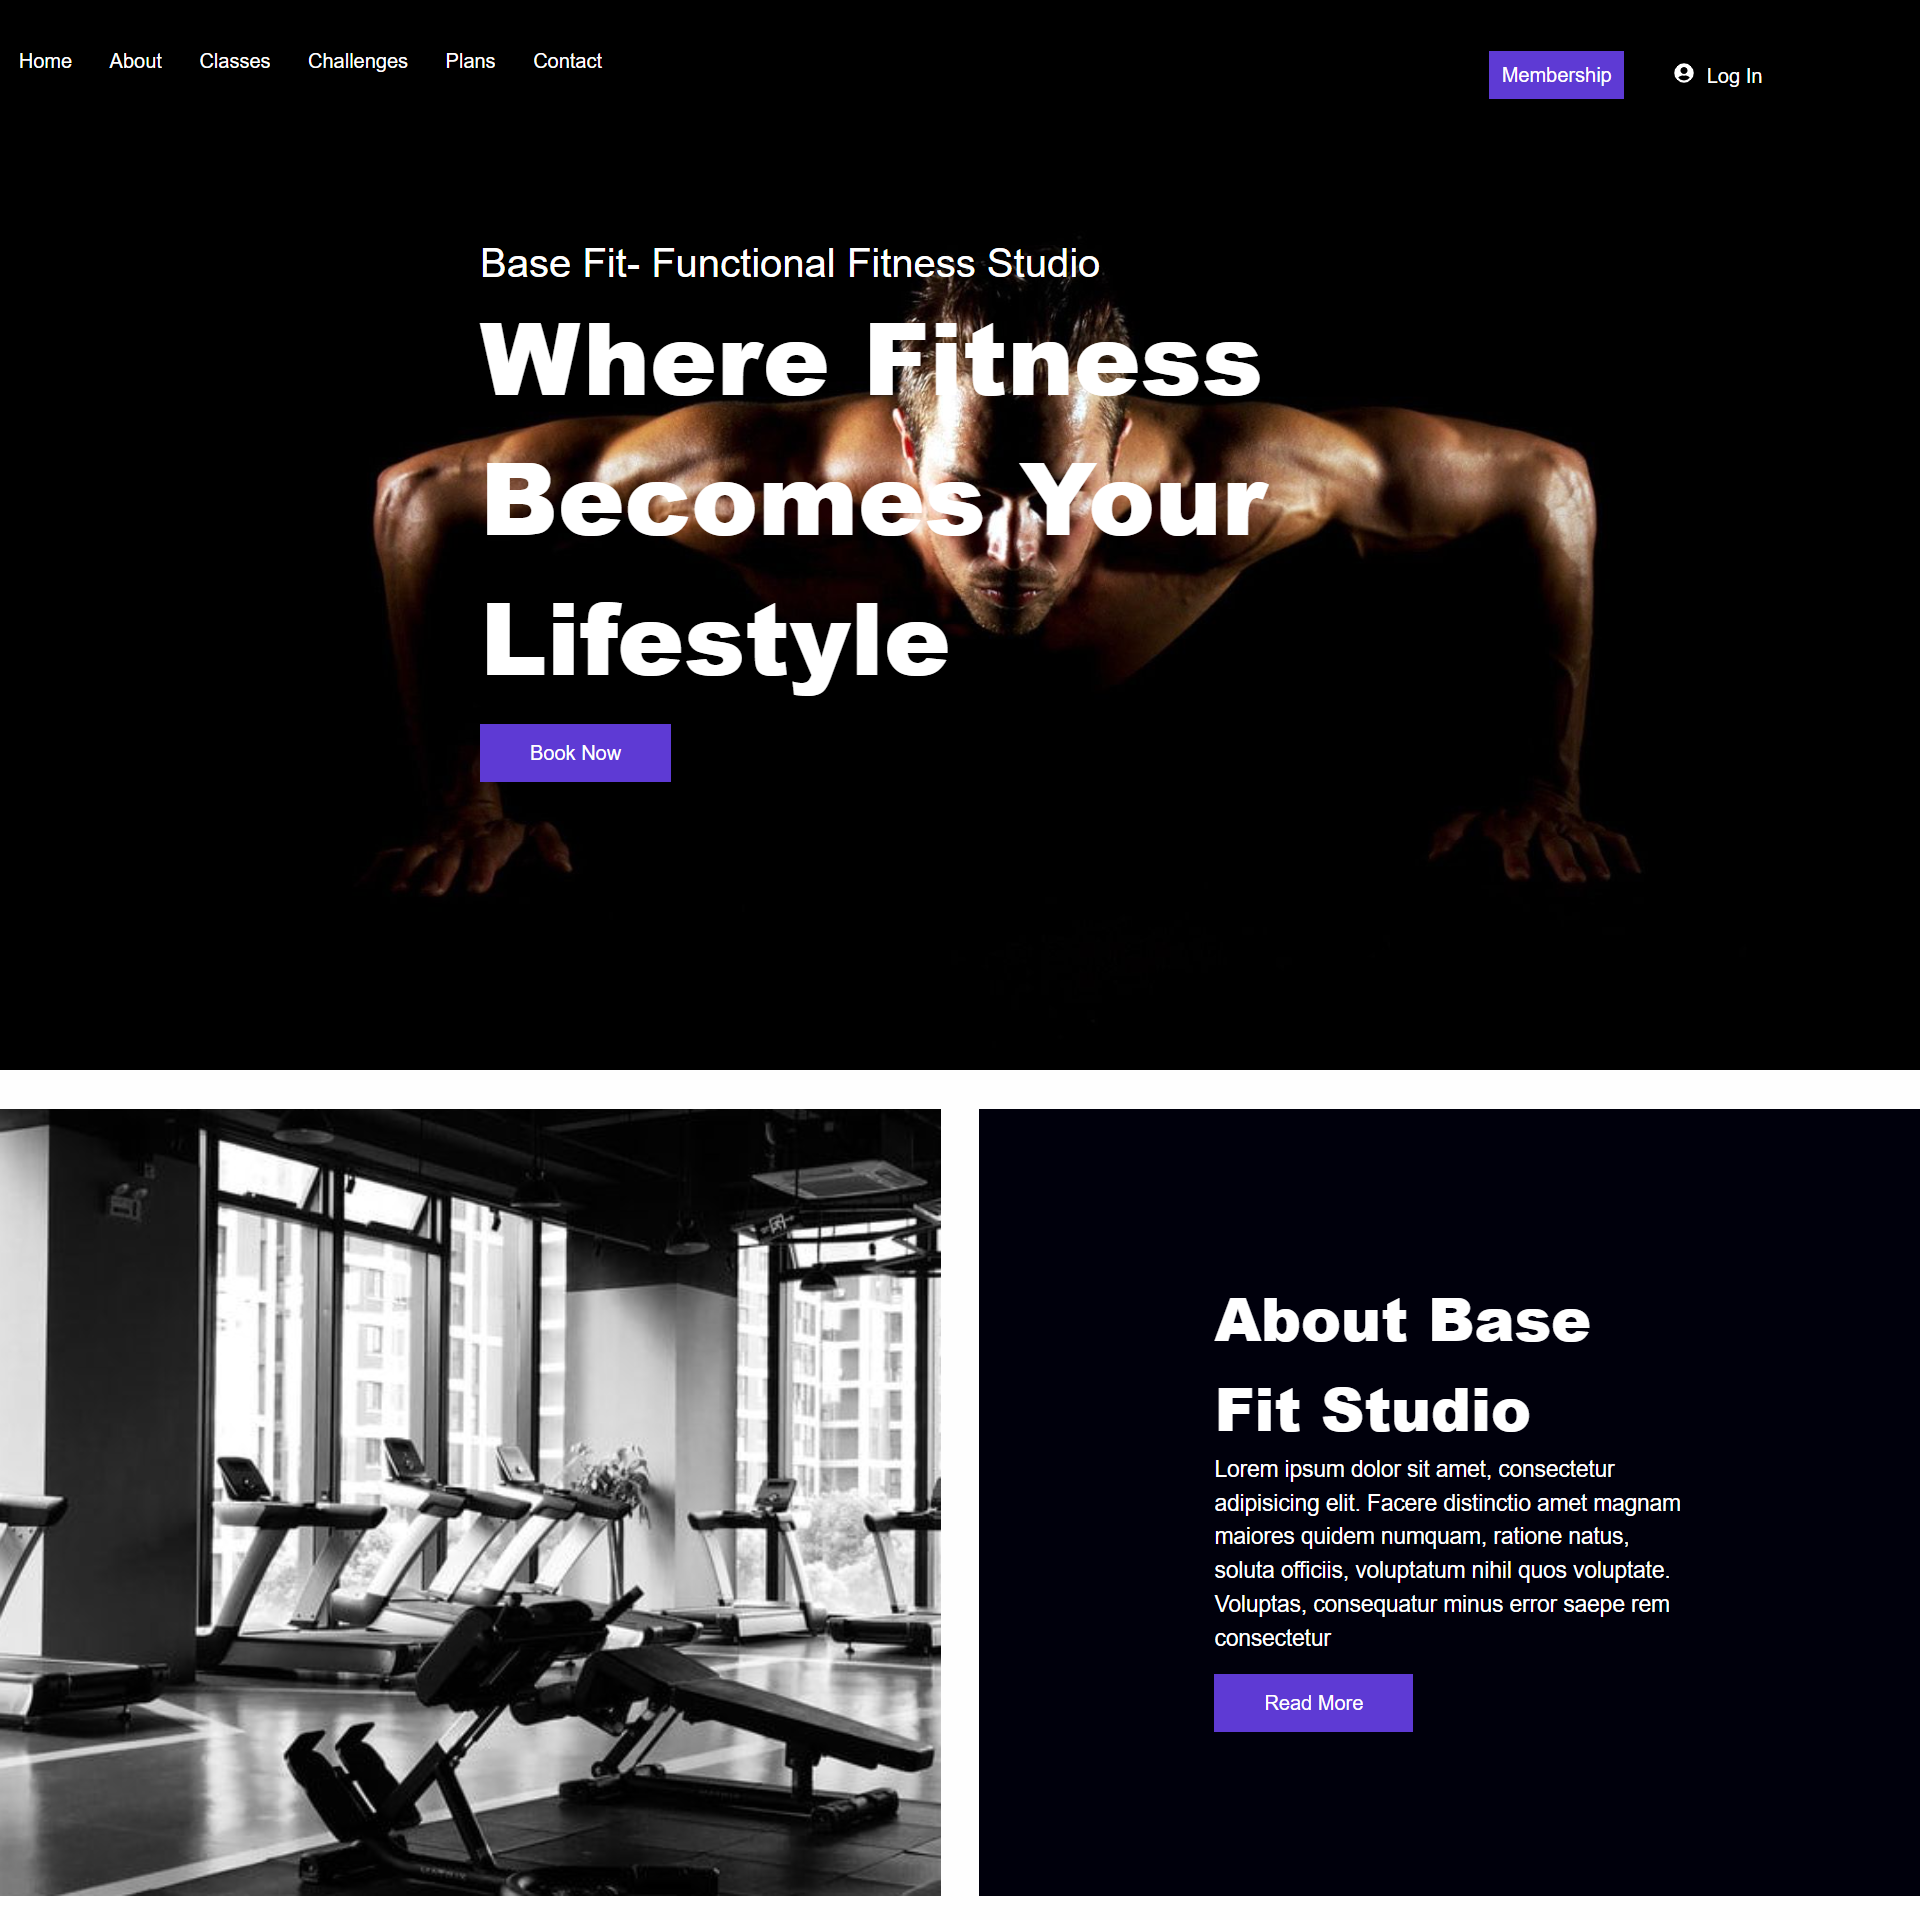 Home About Classes Challenges Plans Contact
Membership Log In
Base Fit- Functional Fitness Studio
Where Fitness
Becomes Your
Lifestyle
Book Now
About Base
Fit Studio
Lorem ipsum dolor sit amet, consectetur
adipisicing elit. Facere distinctio amet magnam
maiores quidem numquam, ratione natus,
soluta officiis, voluptatum nihil quos voluptate.
Voluptas, consequatur minus error saepe rem
consectetur
Read More